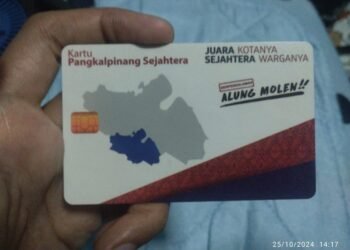 Kartu
Pangkalpinang Sejahtera
JUARA KOTANYA
SEJAHTERA WARGANYA
ALUNG MOLEN!!
25/10/2024 14:17